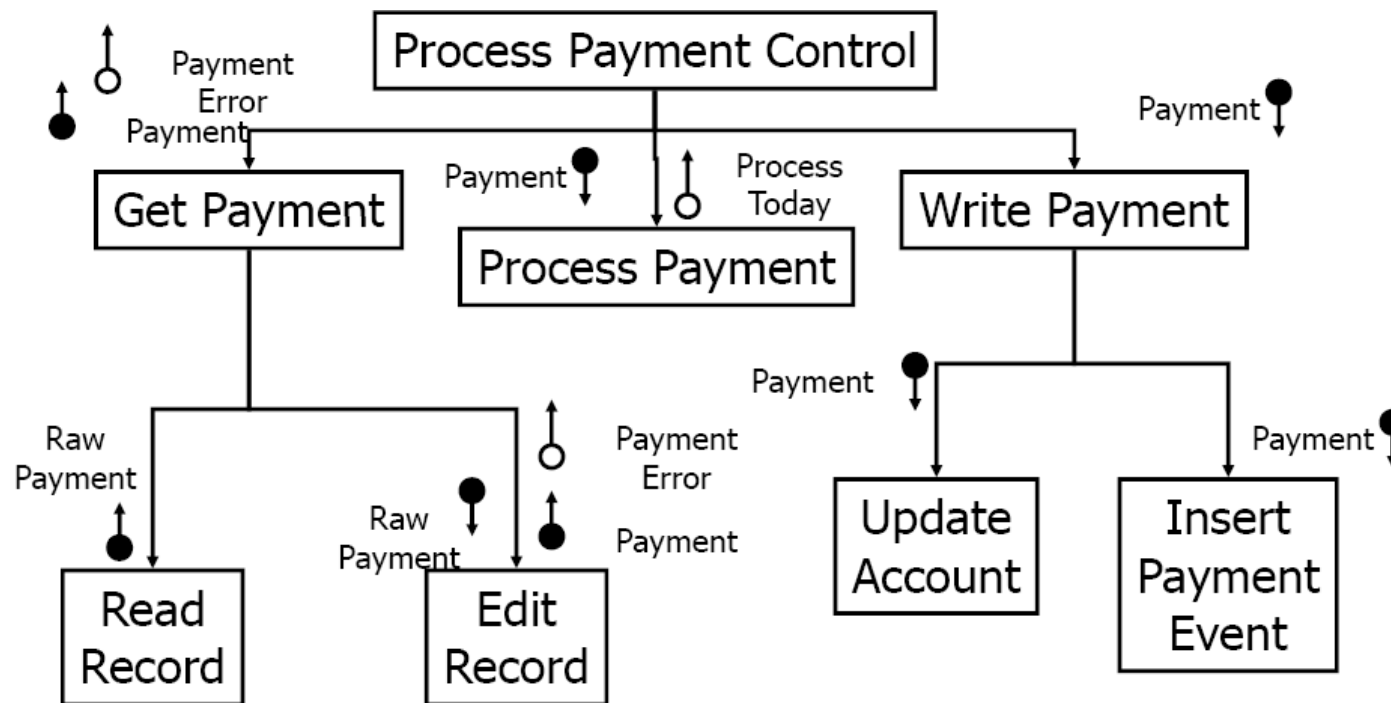 Process Payment Control
Payment
Error
Payment
Payment
Get Payment
Payment
Process
Today
Write Payment
Process Payment
Payment
Raw
Payment
Payment
Error
Payment
Raw
Payment
Payment
Update
Account
Insert
Payment
Event
Read
Record
Edit
Record